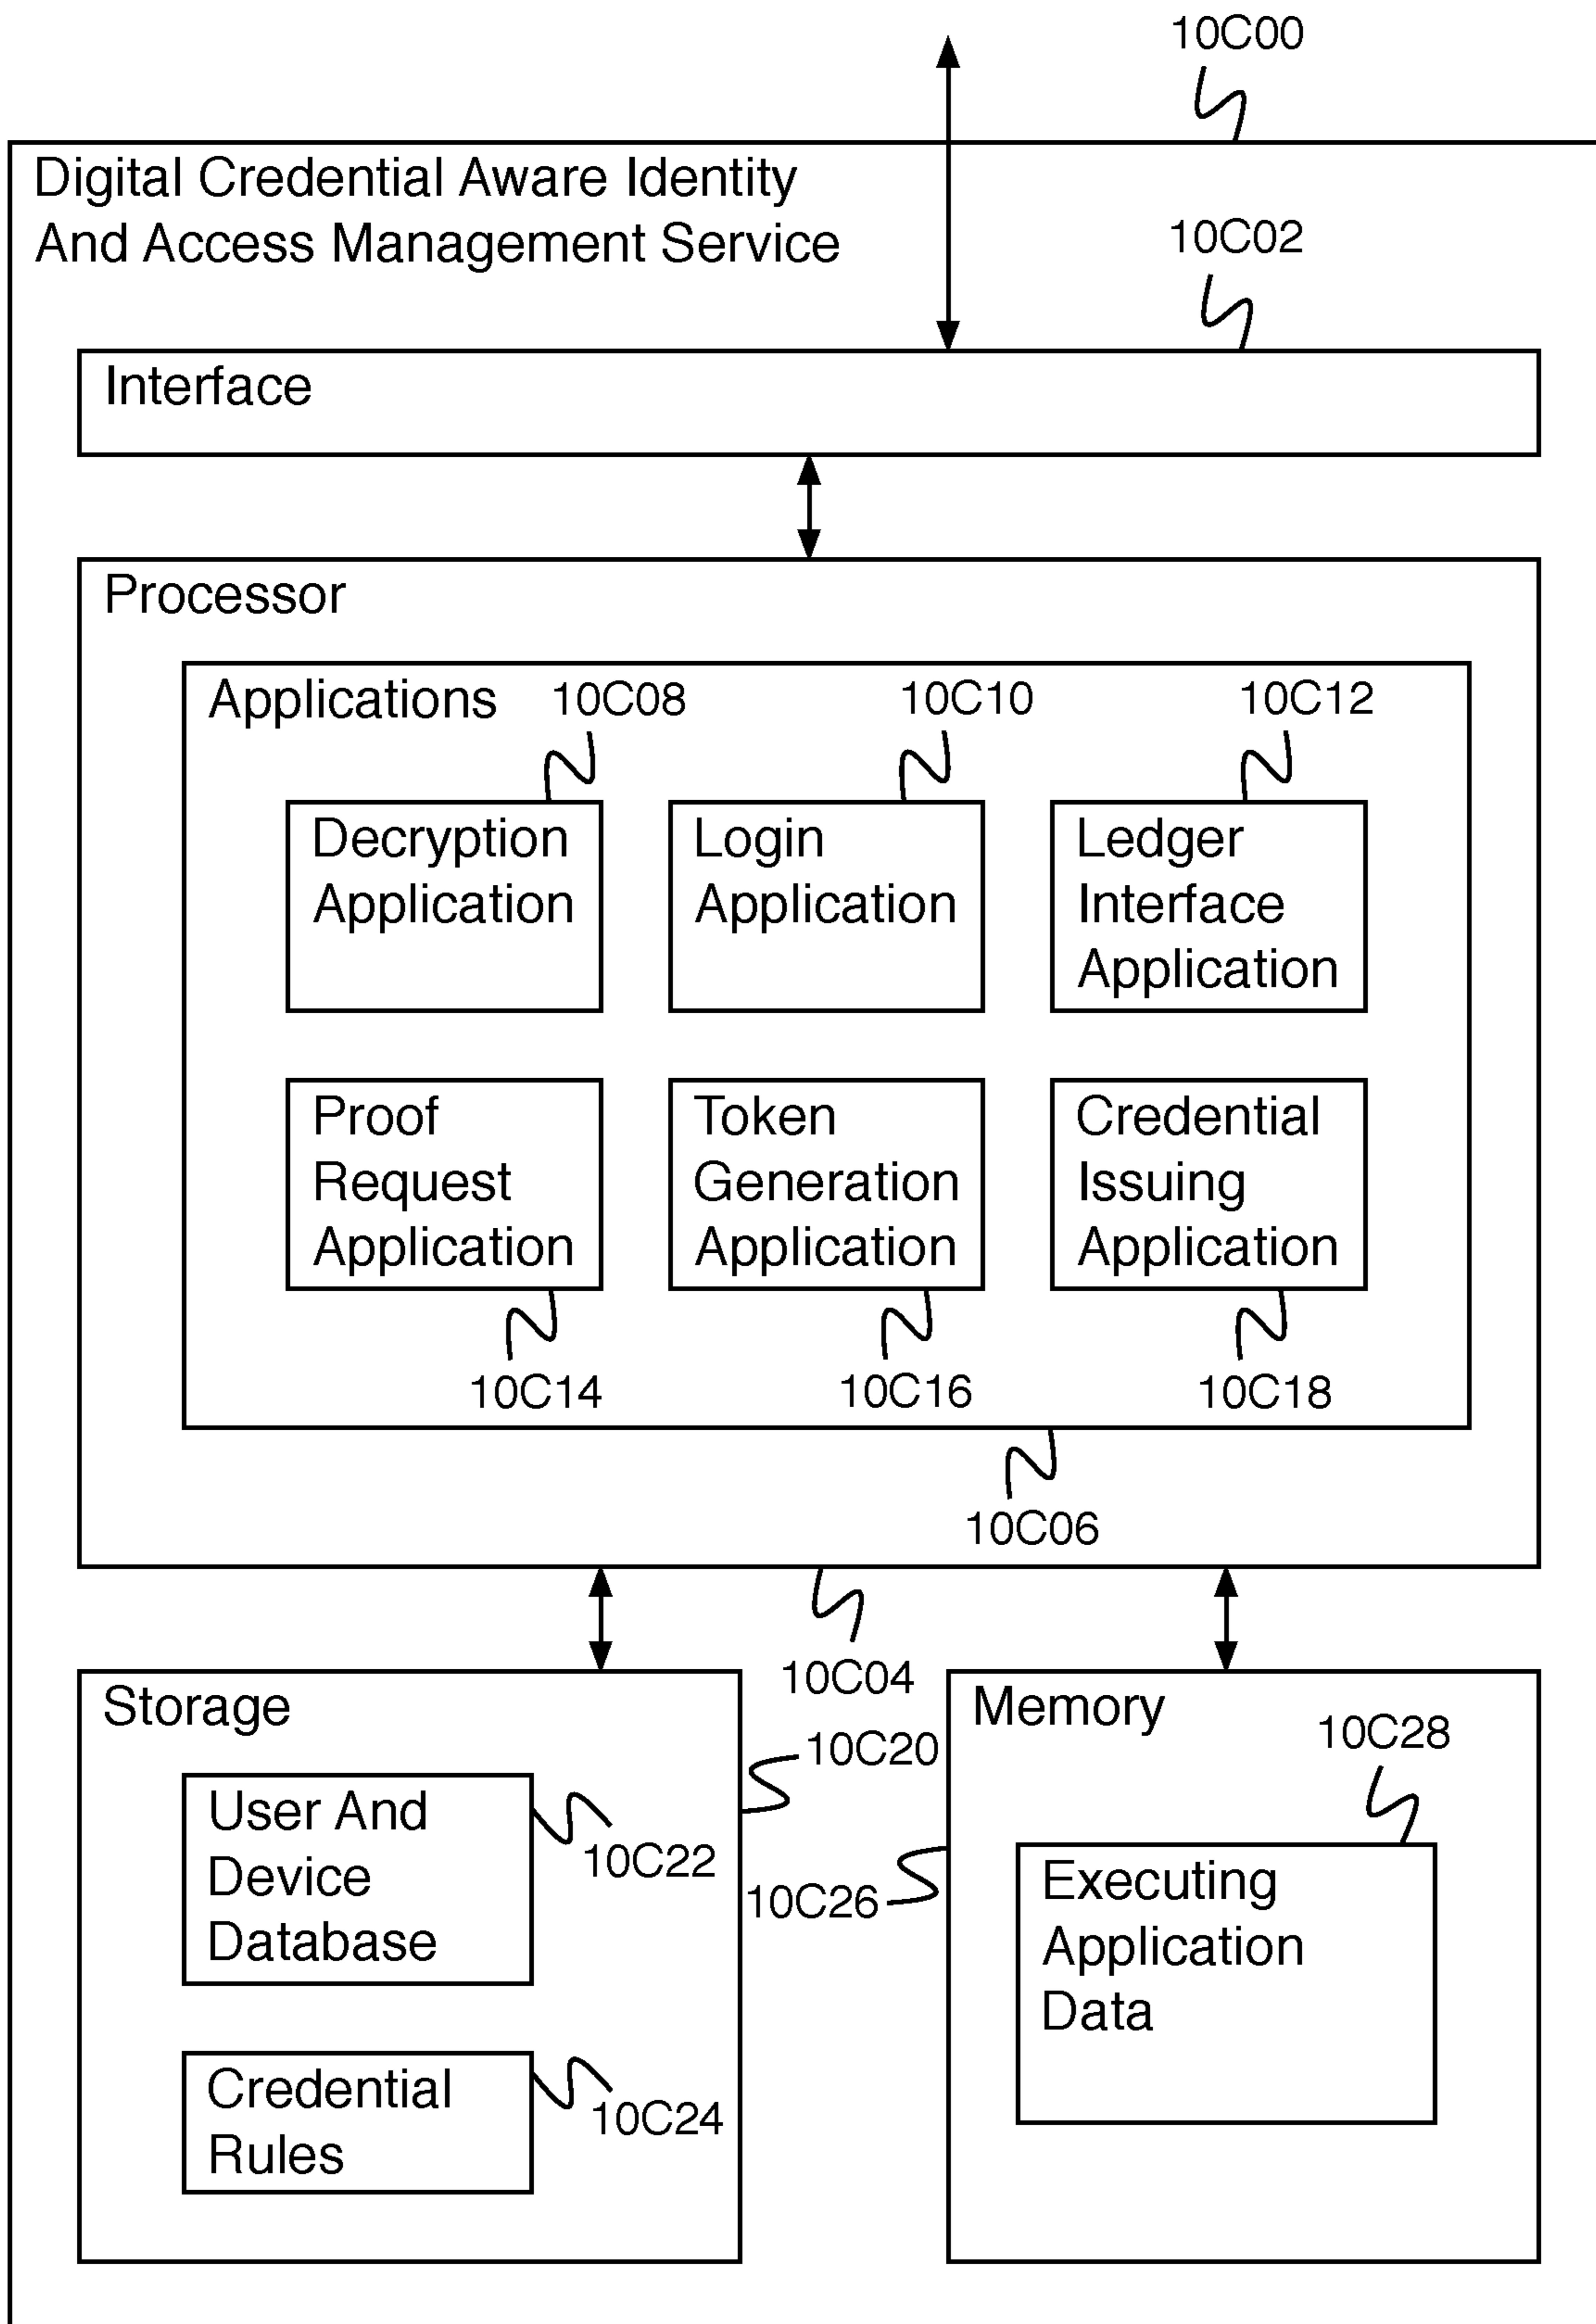 10C00
Digital Credential Aware Identity
And Access Management Service
10C02
Interface
Processor
Applications
10C08
10C10
10C12
Decryption
Application
Login
Application
Ledger
Interface
Application
Proof
Request
Application
Token
Generation
Application
Credential
Issuing
Application
10C14
10C16
10C18
10C06
10C04
Storage
10C20
User And
Device
Database
10C22
Credential
Rules
10C24
Memory
10C28
10C26
Executing
Application
Data